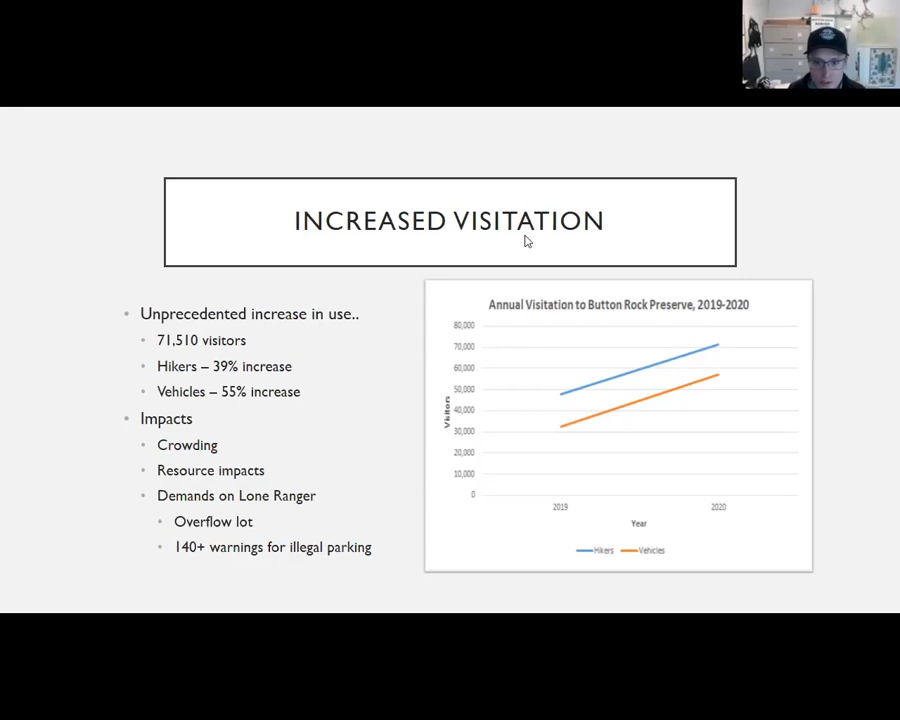 INCREASED VISITATION
Unprecedented increase in use..
71,510 visitors
Hikers – 39% increase
Vehicles – 55% increase
Impacts
Crowding
Resource impacts
Demands on Lone Ranger
Overflow lot
140+ warnings for illegal parking
Annual Visitation to Button Rock Preserve, 2019-2020
80,000
70,000
60,000
50,000
40,000
30,000
20,000
10,000
0
Visitors
2019 2020
Year
Hikers Vehicles